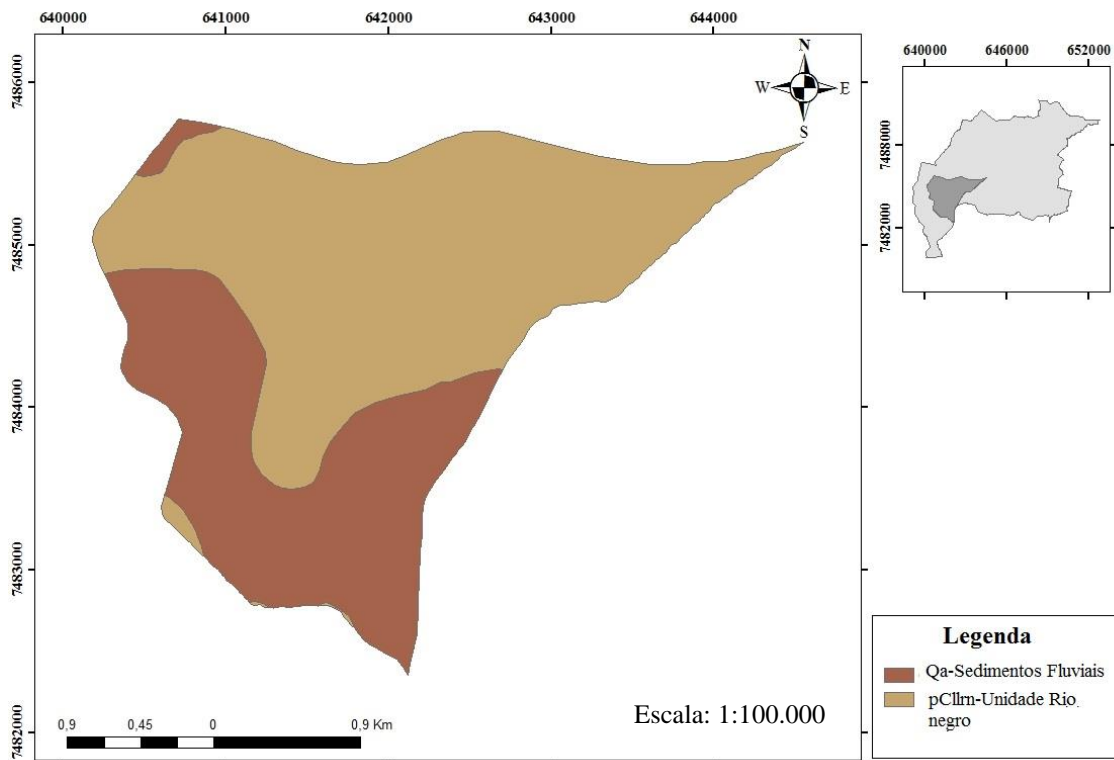 640000 641000 642000 643000 644000
7486000
7485000
7484000
7483000
7482000
N
W E
S
640000 646000 652000
7488000
7482000
0,9 0,45 0 0,9 Km
Escala: 1:100.000
Legenda
Qa-Sedimentos Fluviais
pCllrn-Unidade Rio
negro